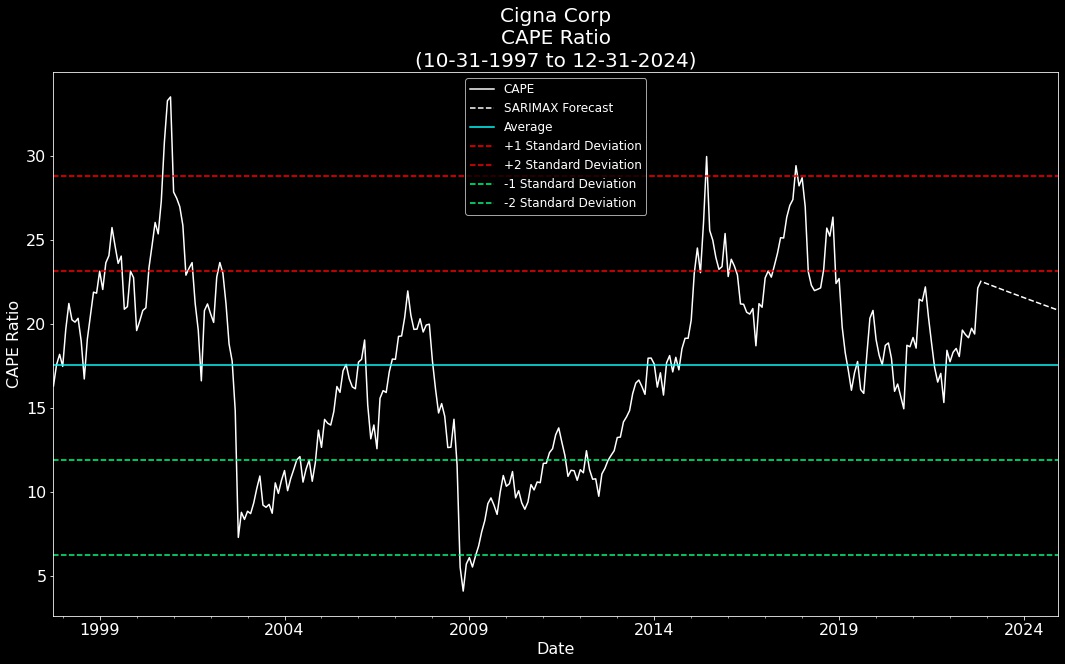 Cigna Corp
CAPE Ratio
(10-31-1997 to 12-31-2024)
CAPE
SARIMAX Forecast
Average
+1 Standard Deviation
+2 Standard Deviation
-1 Standard Deviation
-2 Standard Deviation
CAPE Ratio
30
25
20
15
10
5
1999
2004
2009
2014
2019
2024
Date